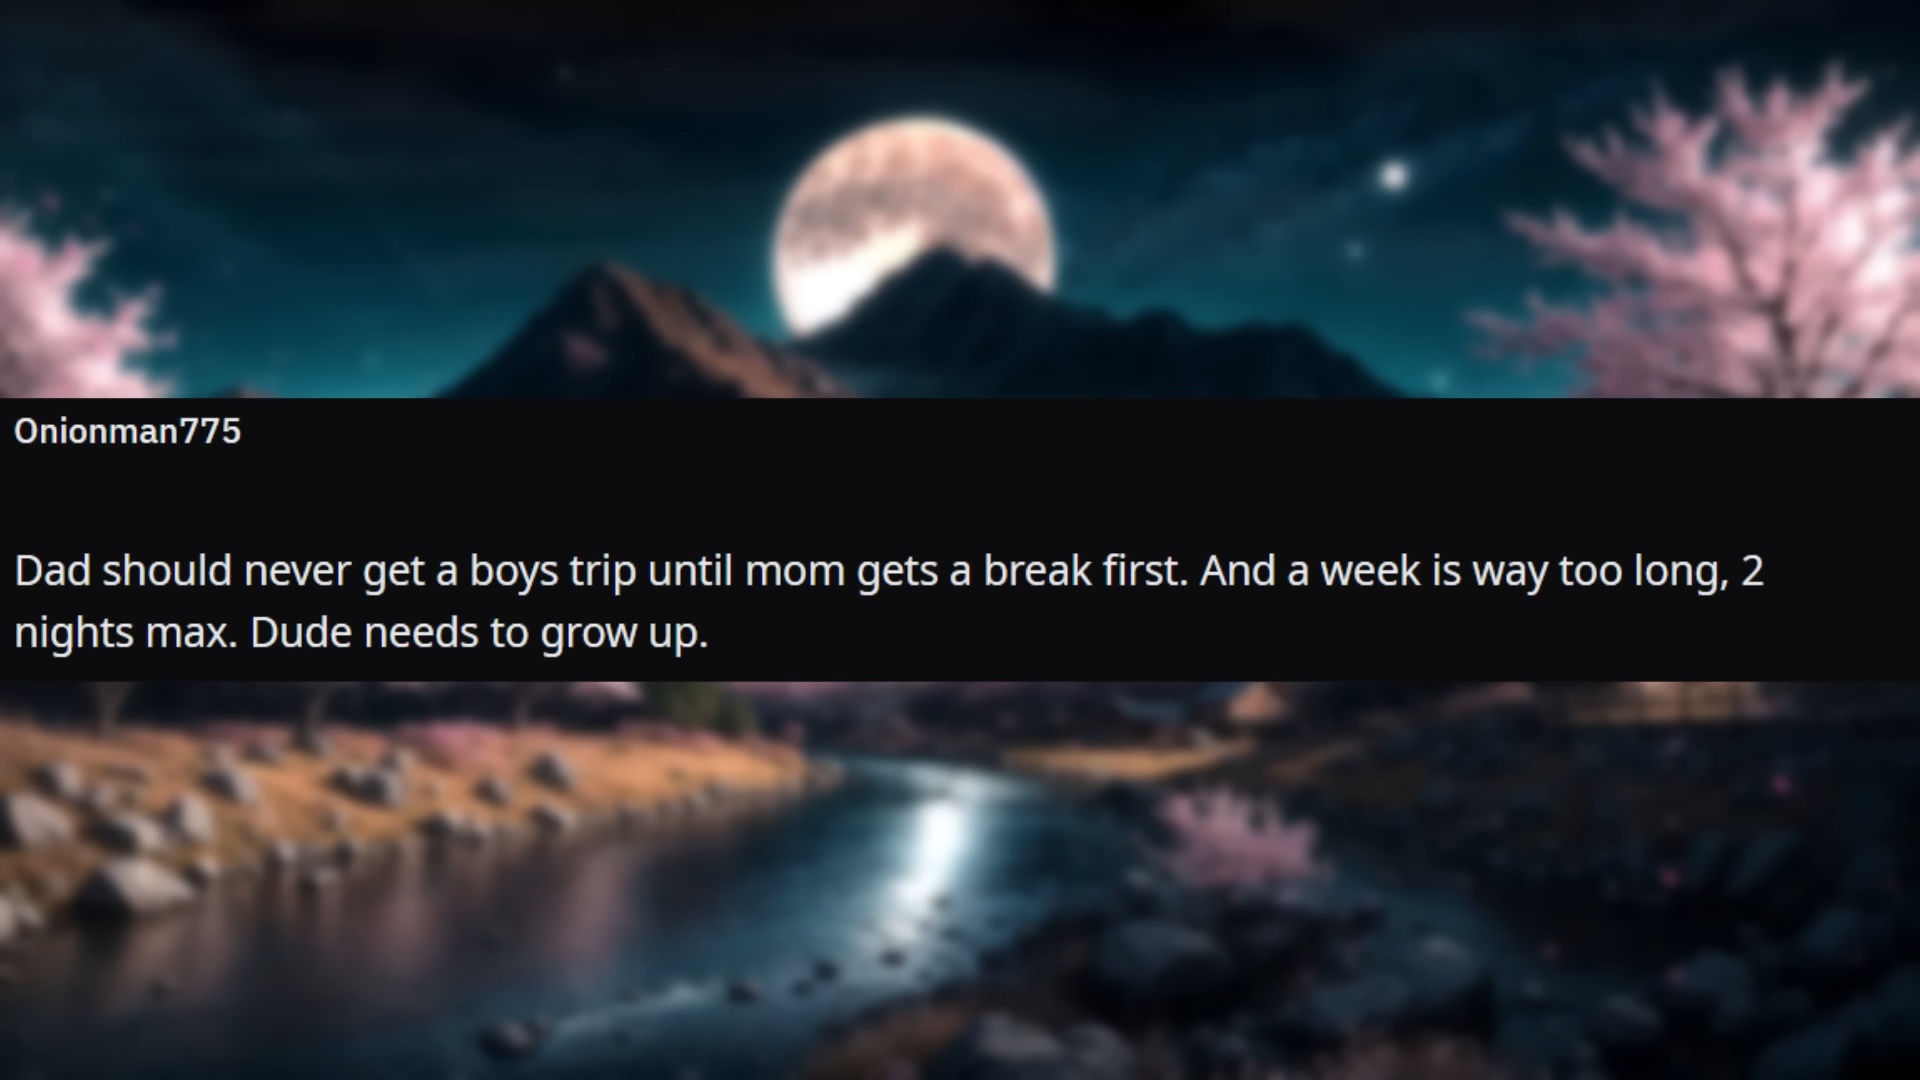 Onionman775
Dad should never get a boys trip until mom gets a break first. And a week is way too long, 2
nights max. Dude needs to grow up.